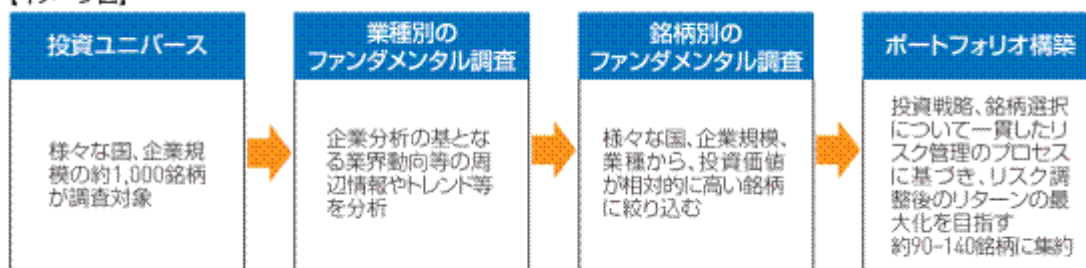 投資ユニバース
様々な国、企業規
模の約1,000銘柄
が調査対象
業種別の
ファンダメンタル調査
企業分析の基とな
る業界動向等の周
辺情報やトレンド等
を分析
銘柄別の
ファンダメンタル調査
様々な国、企業規模、
業種から、投資価値
が相対的に高い銘柄
に絞り込む
ポートフォリオ構築
投資戦略、銘柄選択
について一貫したリ
スク管理のプロセス
に基づき、リスク調
整後のリターンの最
大化を目指す
約90-140銘柄に集約